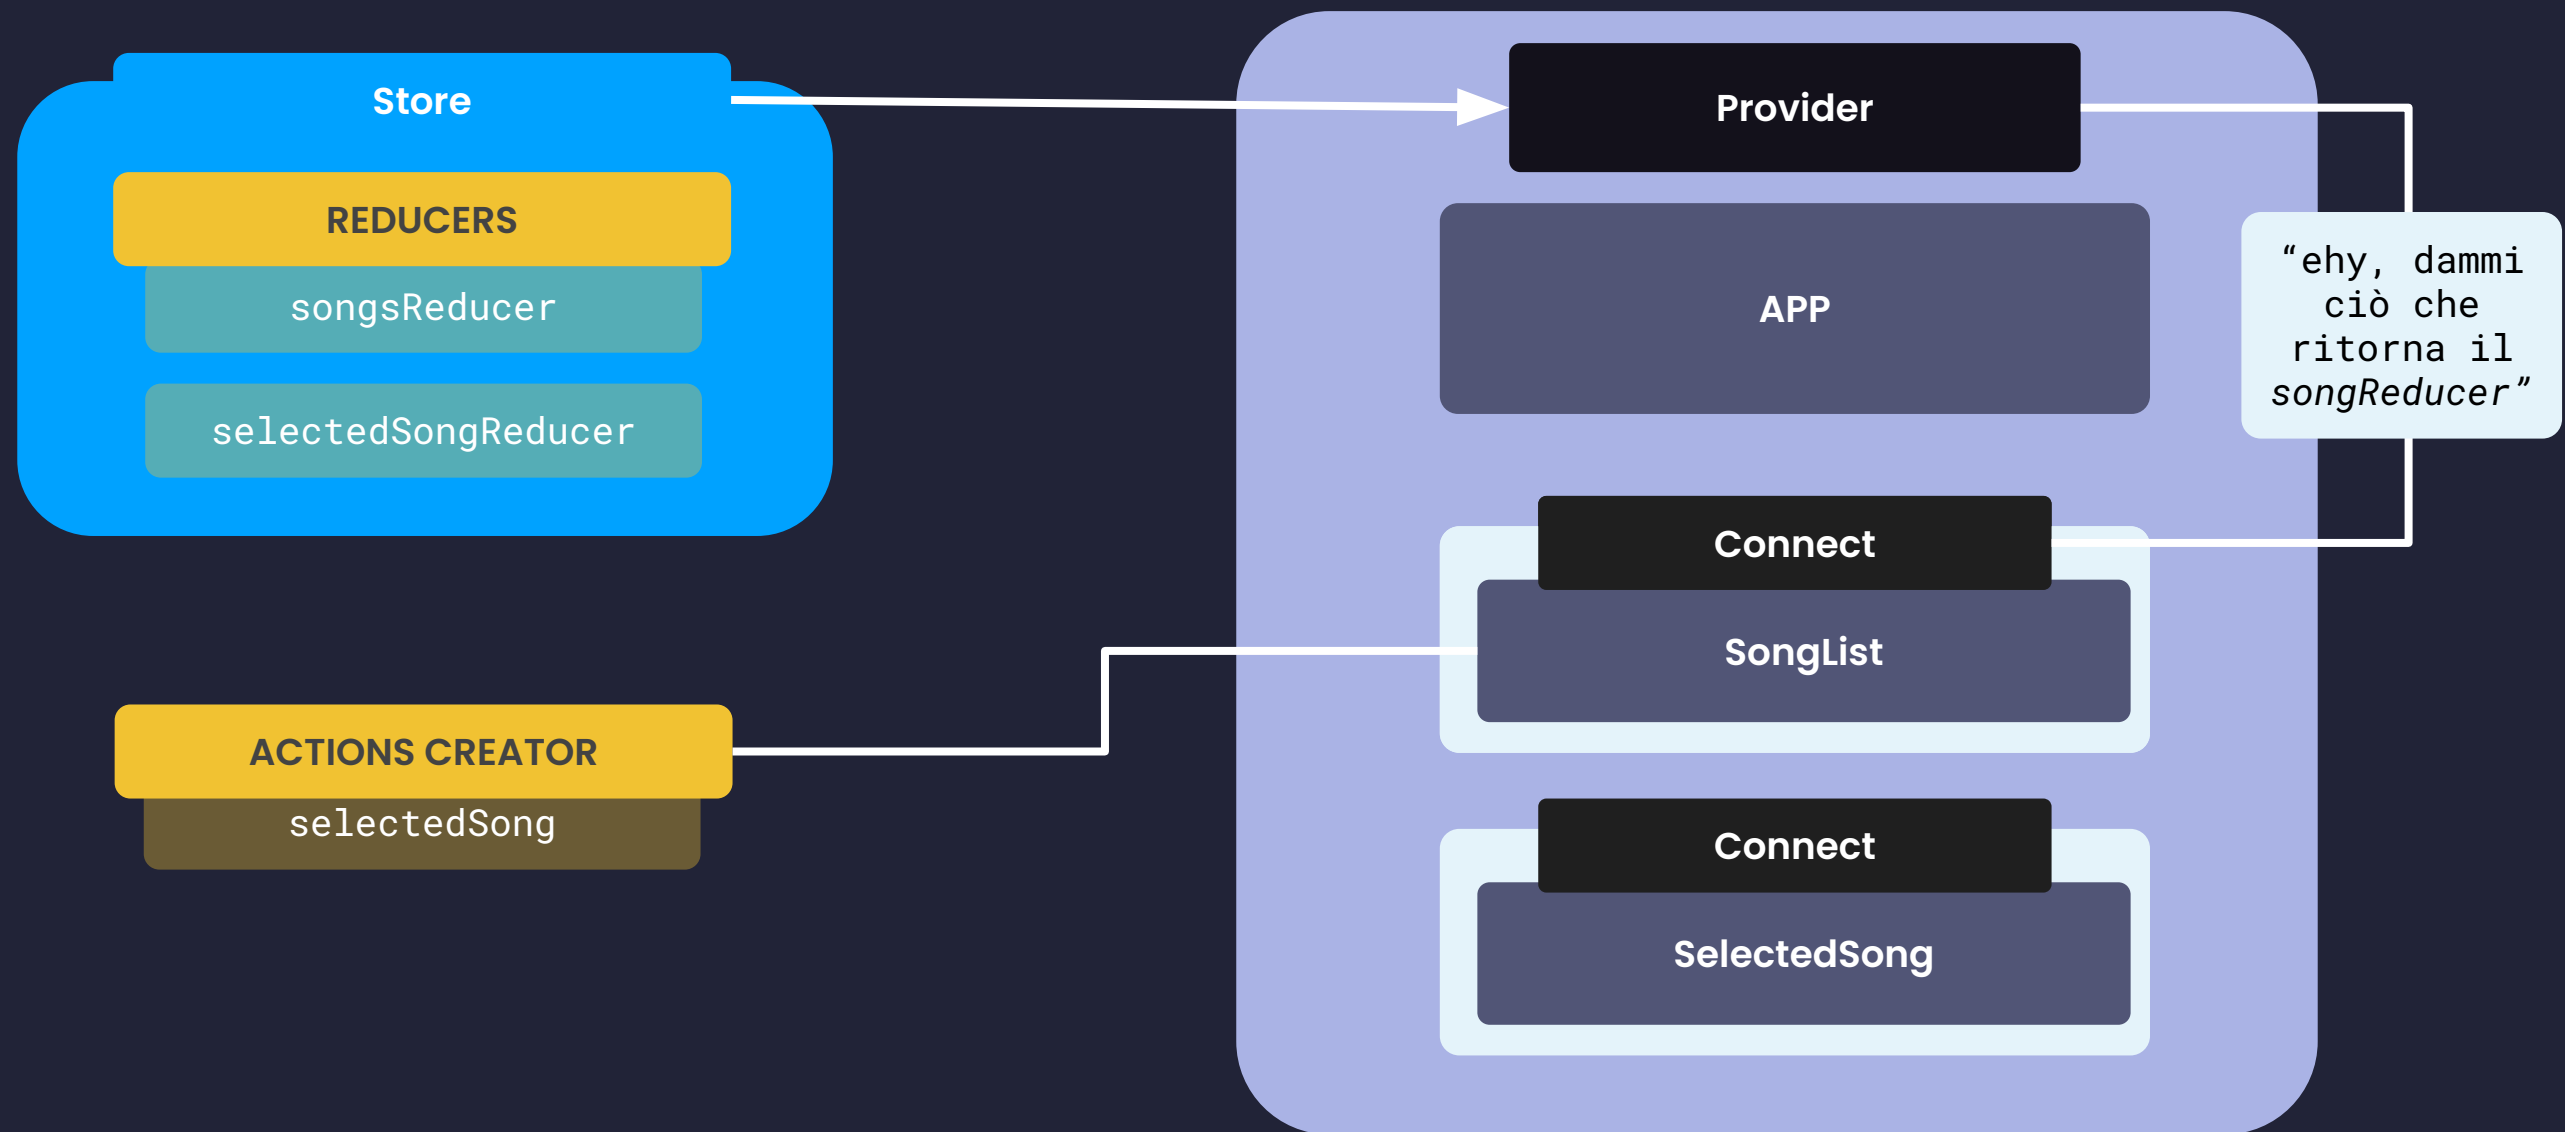 Store
REDUCERS
songsReducer
selectedSongReducer
ACTIONS CREATOR
selectedSong
Provider
APP
“ehy, dammi
ciò che
ritorna il
songReducer”
Connect
SongList
Connect
SelectedSong